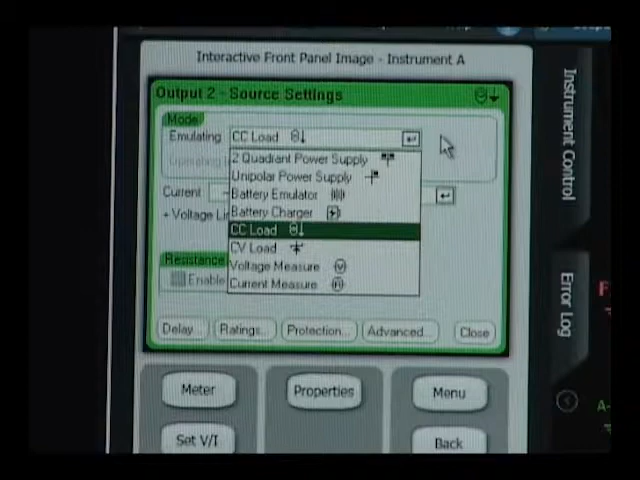 Interactive Front Panel Image - Instrument A
Output 2 - Source Settings
Mode
Emulating CC Load
2 Quadrant Power Supply
Unipolar Power Supply
Battery Emulator
Battery Charger
CC Load
CV Load
Voltage Measure
Current Measure
Current
+ Voltage Li
Resistance
Enable
Delay...
Ratings...
Protection...
Advanced...
Close
Meter
Properties
Menu
Set V/I
Back
Instrument Control
Error Log